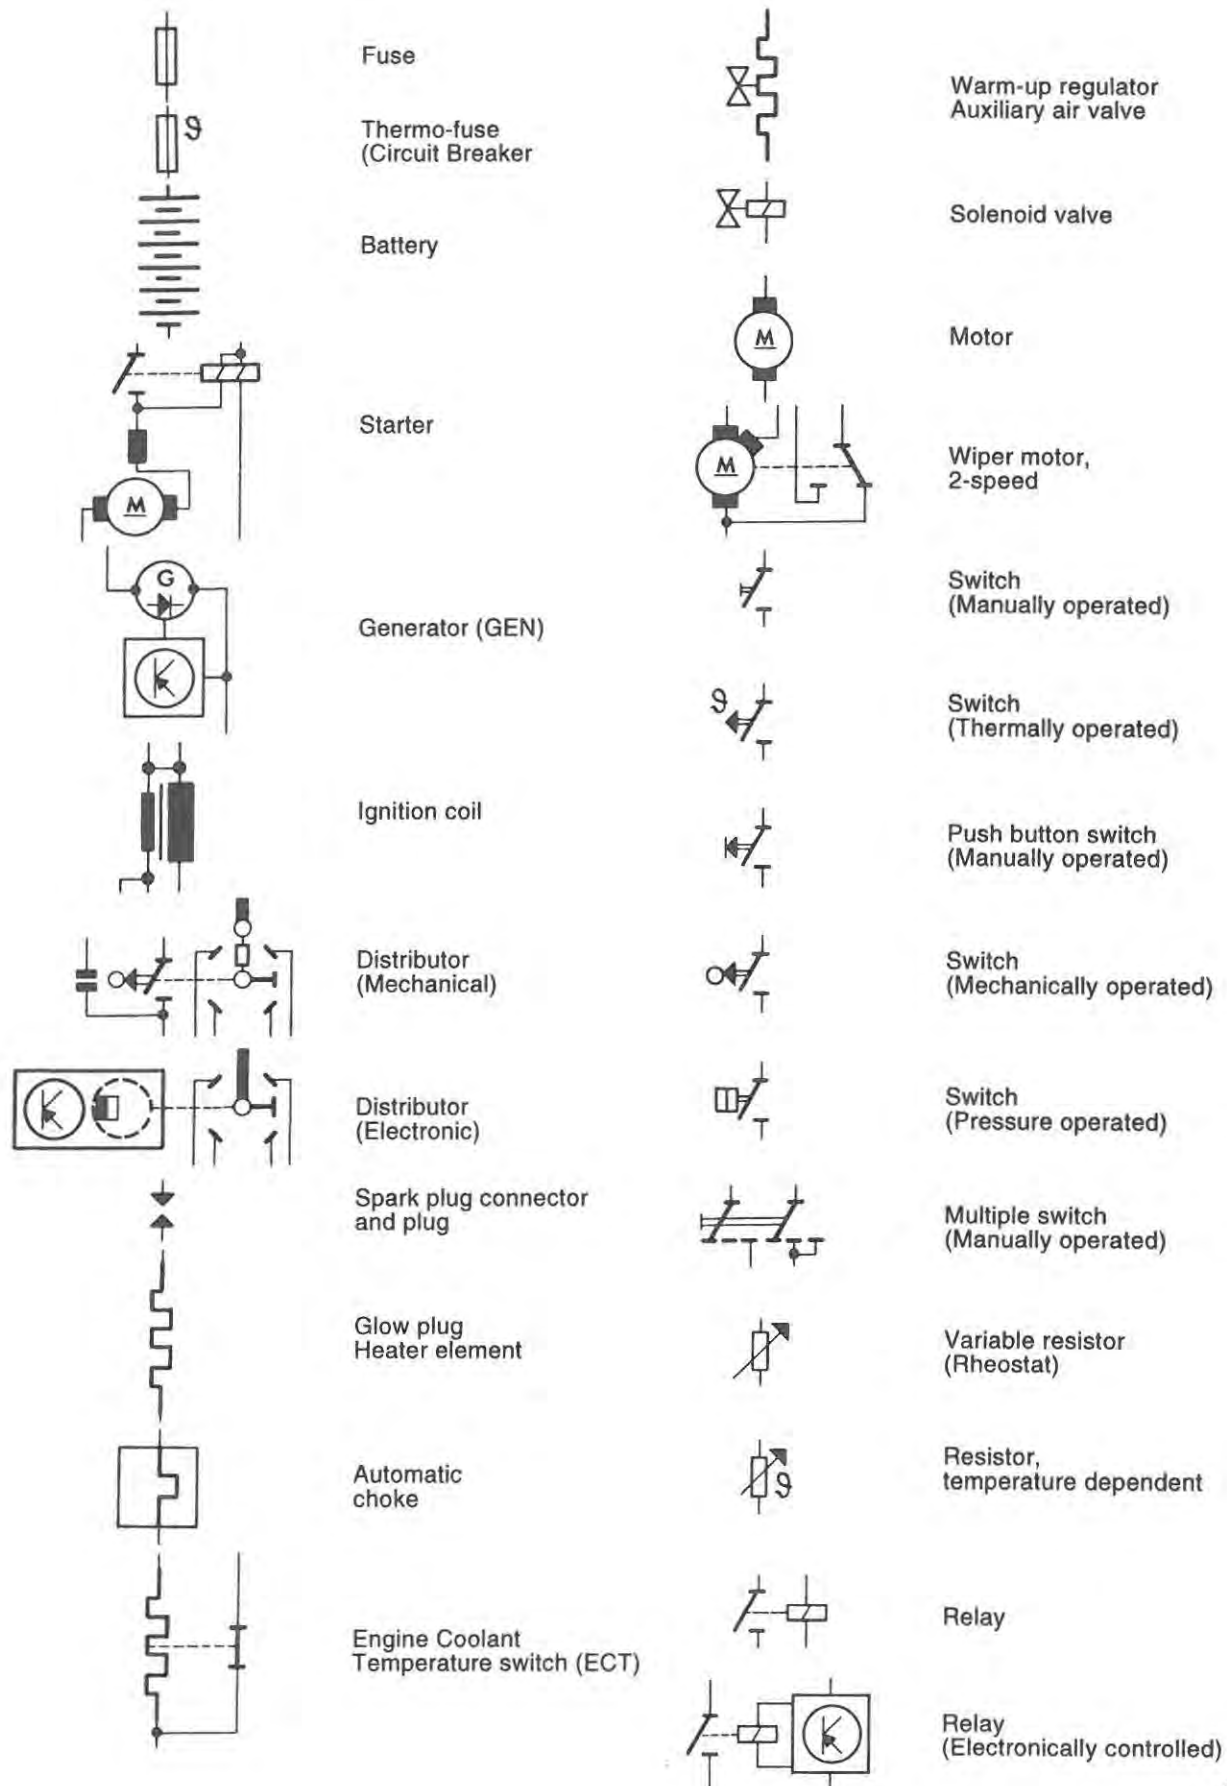 Fuse
ϑ
Thermo-fuse
(Circuit Breaker
Battery
Starter
M
G
Generator (GEN)
Ignition coil
Distributor
(Mechanical)
Distributor
(Electronic)
Spark plug connector
and plug
Glow plug
Heater element
Automatic
choke
Engine Coolant
Temperature switch (ECT)
Warm-up regulator
Auxiliary air valve
Solenoid valve
M
Motor
M
Wiper motor,
2-speed
Switch
(Manually operated)
ϑ
Switch
(Thermally operated)
Push button switch
(Manually operated)
Switch
(Mechanically operated)
Switch
(Pressure operated)
Multiple switch
(Manually operated)
Variable resistor
(Rheostat)
Resistor,
temperature dependent
ϑ
Relay
Relay
(Electronically controlled)